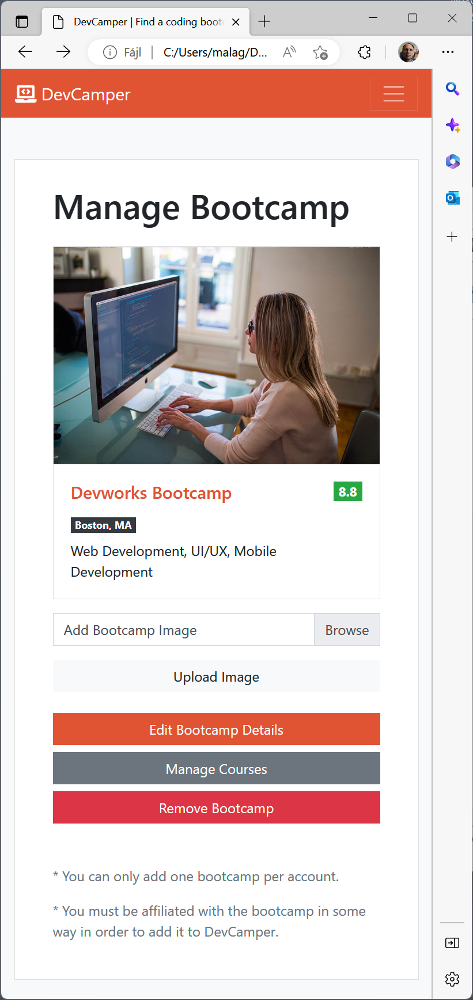 DevCamper | Find a coding boot
Fájl
C:/Users/malag/D...
DevCamper
Manage Bootcamp
Devworks Bootcamp
8.8
Boston, MA
Web Development, UI/UX, Mobile
Development
Add Bootcamp Image
Browse
Upload Image
Edit Bootcamp Details
Manage Courses
Remove Bootcamp
* You can only add one bootcamp per account.
* You must be affiliated with the bootcamp in some
way in order to add it to DevCamper.